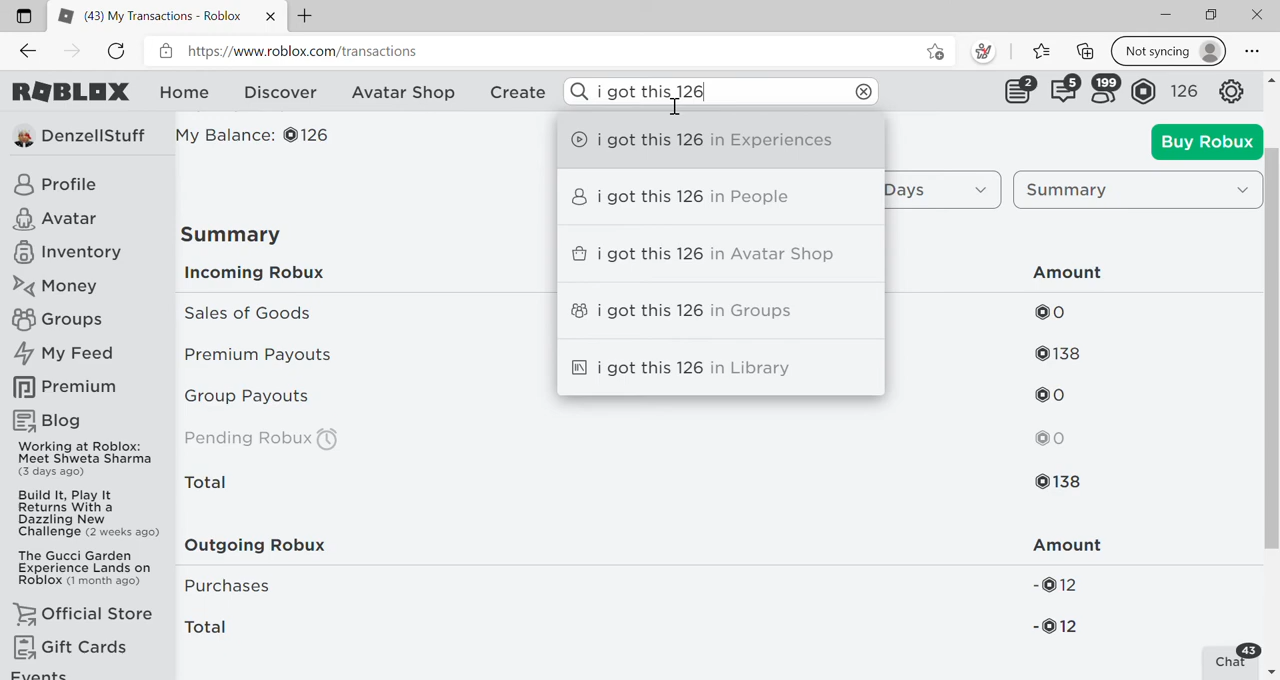 (43) My Transactions - Roblox
https://www.roblox.com/transactions
Not syncing
ROBLOX
Home
Discover
Avatar Shop
Create
i got this 126
2
5
199
126
DenzellStuff
Profile
Avatar
Inventory
Money
Groups
My Feed
Premium
Blog
Working at Roblox:
Meet Shweta Sharma
(3 days ago)
Build It, Play It
Returns With a
Dazzling New
Challenge (2 weeks ago)
The Gucci Garden
Experience Lands on
Roblox (1 month ago)
Official Store
Gift Cards
Events
My Balance: 126
Buy Robux
i got this 126 in Experiences
i got this 126 in People
i got this 126 in Avatar Shop
i got this 126 in Groups
i got this 126 in Library
Days
Summary
Summary
Incoming Robux Amount
Sales of Goods 0
Premium Payouts 138
Group Payouts 0
Pending Robux 0
Total 138
Outgoing Robux Amount
Purchases -12
Total -12
Chat
43